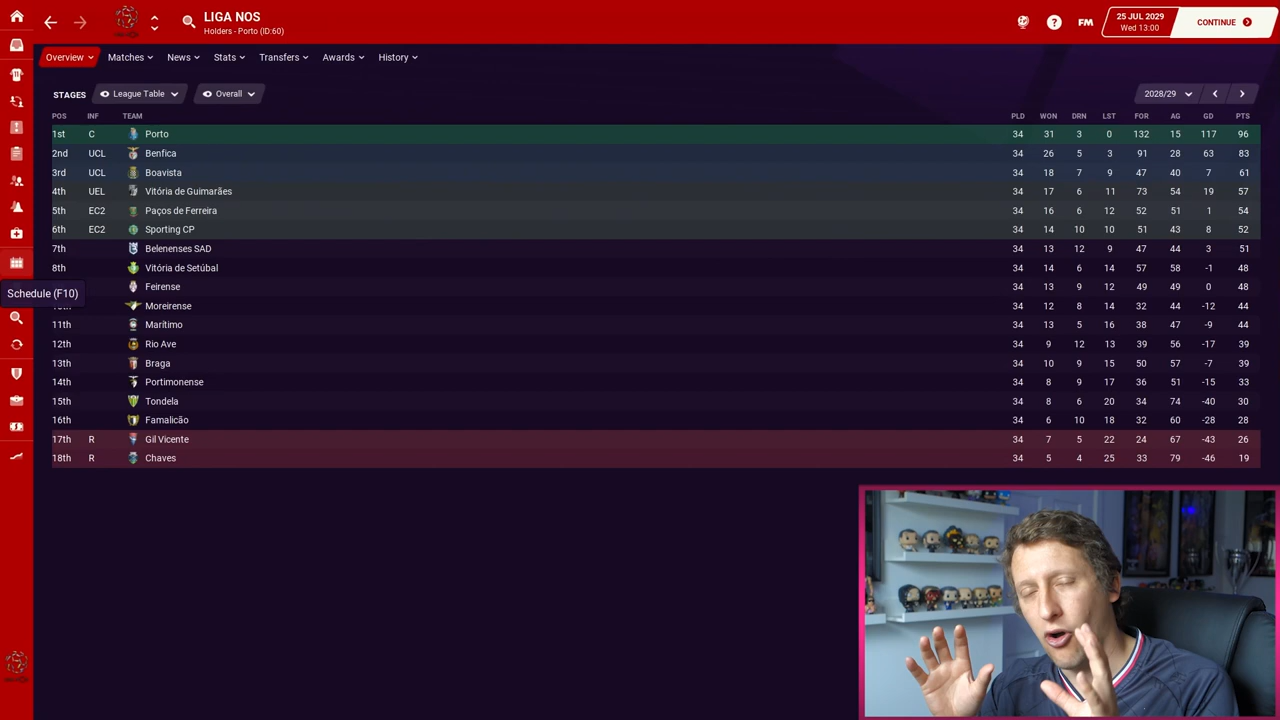 LIGA NOS
Holders - Porto (ID:60)
FM
25 JUL 2029
Wed 13:00
CONTINUE
Overview Matches News Stats Transfers Awards History
STAGES League Table Overall 2028/29
POS INF TEAM PLD WON DRN LST FOR AG GD PTS
1st C Porto 34 31 3 0 132 15 117 96
2nd UCL Benfica 34 26 5 3 91 28 63 83
3rd UCL Boavista 34 18 7 9 47 40 7 61
4th UEL Vitória de Guimarães 34 17 6 11 73 54 19 57
5th EC2 Paços de Ferreira 34 16 6 12 52 51 1 54
6th EC2 Sporting CP 34 14 10 10 51 43 8 52
7th Belenenses SAD 34 13 12 9 47 44 3 51
8th Vitória de Setúbal 34 14 6 14 57 58 -1 48
Feirense 34 13 9 12 49 49 0 48
Schedule (F10)
Moreirense 34 12 8 14 32 44 -12 44
11th Marítimo 34 13 5 16 38 47 -9 44
12th Rio Ave 34 9 12 13 39 56 -17 39
13th Braga 34 10 9 15 50 57 -7 39
14th Portimonense 34 8 9 17 36 51 -15 33
15th Tondela 34 8 6 20 34 74 -40 30
16th Famalicão 34 6 10 18 32 60 -28 28
17th R Gil Vicente 34 7 5 22 24 67 -43 26
18th R Chaves 34 5 4 25 33 79 -46 19